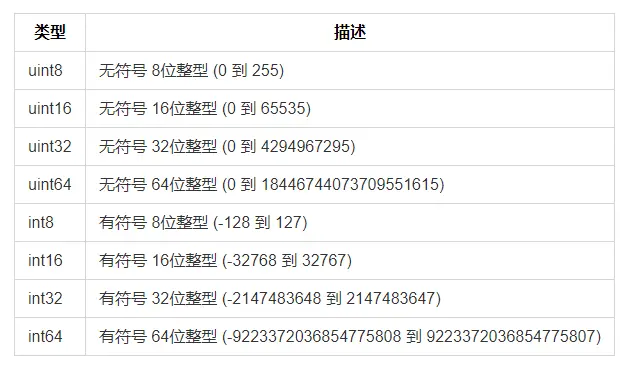 类型 描述
uint8 无符号 8位整型 (0 到 255)
uint16 无符号 16位整型 (0 到 65535)
uint32 无符号 32位整型 (0 到 4294967295)
uint64 无符号 64位整型 (0 到 18446744073709551615)
int8 有符号 8位整型 (-128 到 127)
int16 有符号 16位整型 (-32768 到 32767)
int32 有符号 32位整型 (-2147483648 到 2147483647)
int64 有符号 64位整型 (-9223372036854775808 到 9223372036854775807)